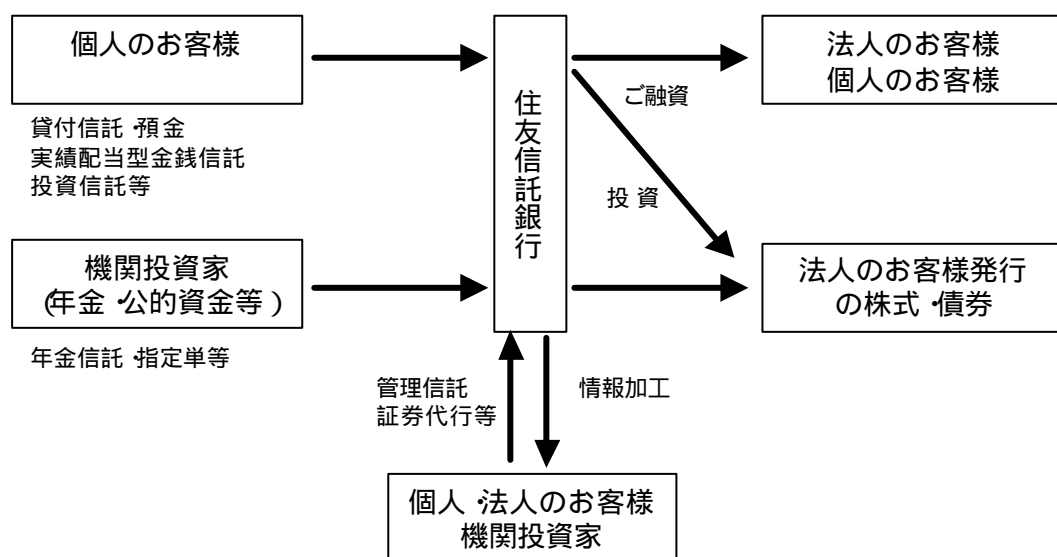 個人のお客様
貸付信託・預金
実績配当型金銭信託
投資信託等
機関投資家
(年金・公的資金等)
年金信託・指定単等
住友信託銀行
ご融資
投 資
法人のお客様
個人のお客様
法人のお客様発行
の株式・債券
管理信託
証券代行等
情報加工
個人・法人のお客様
機関投資家